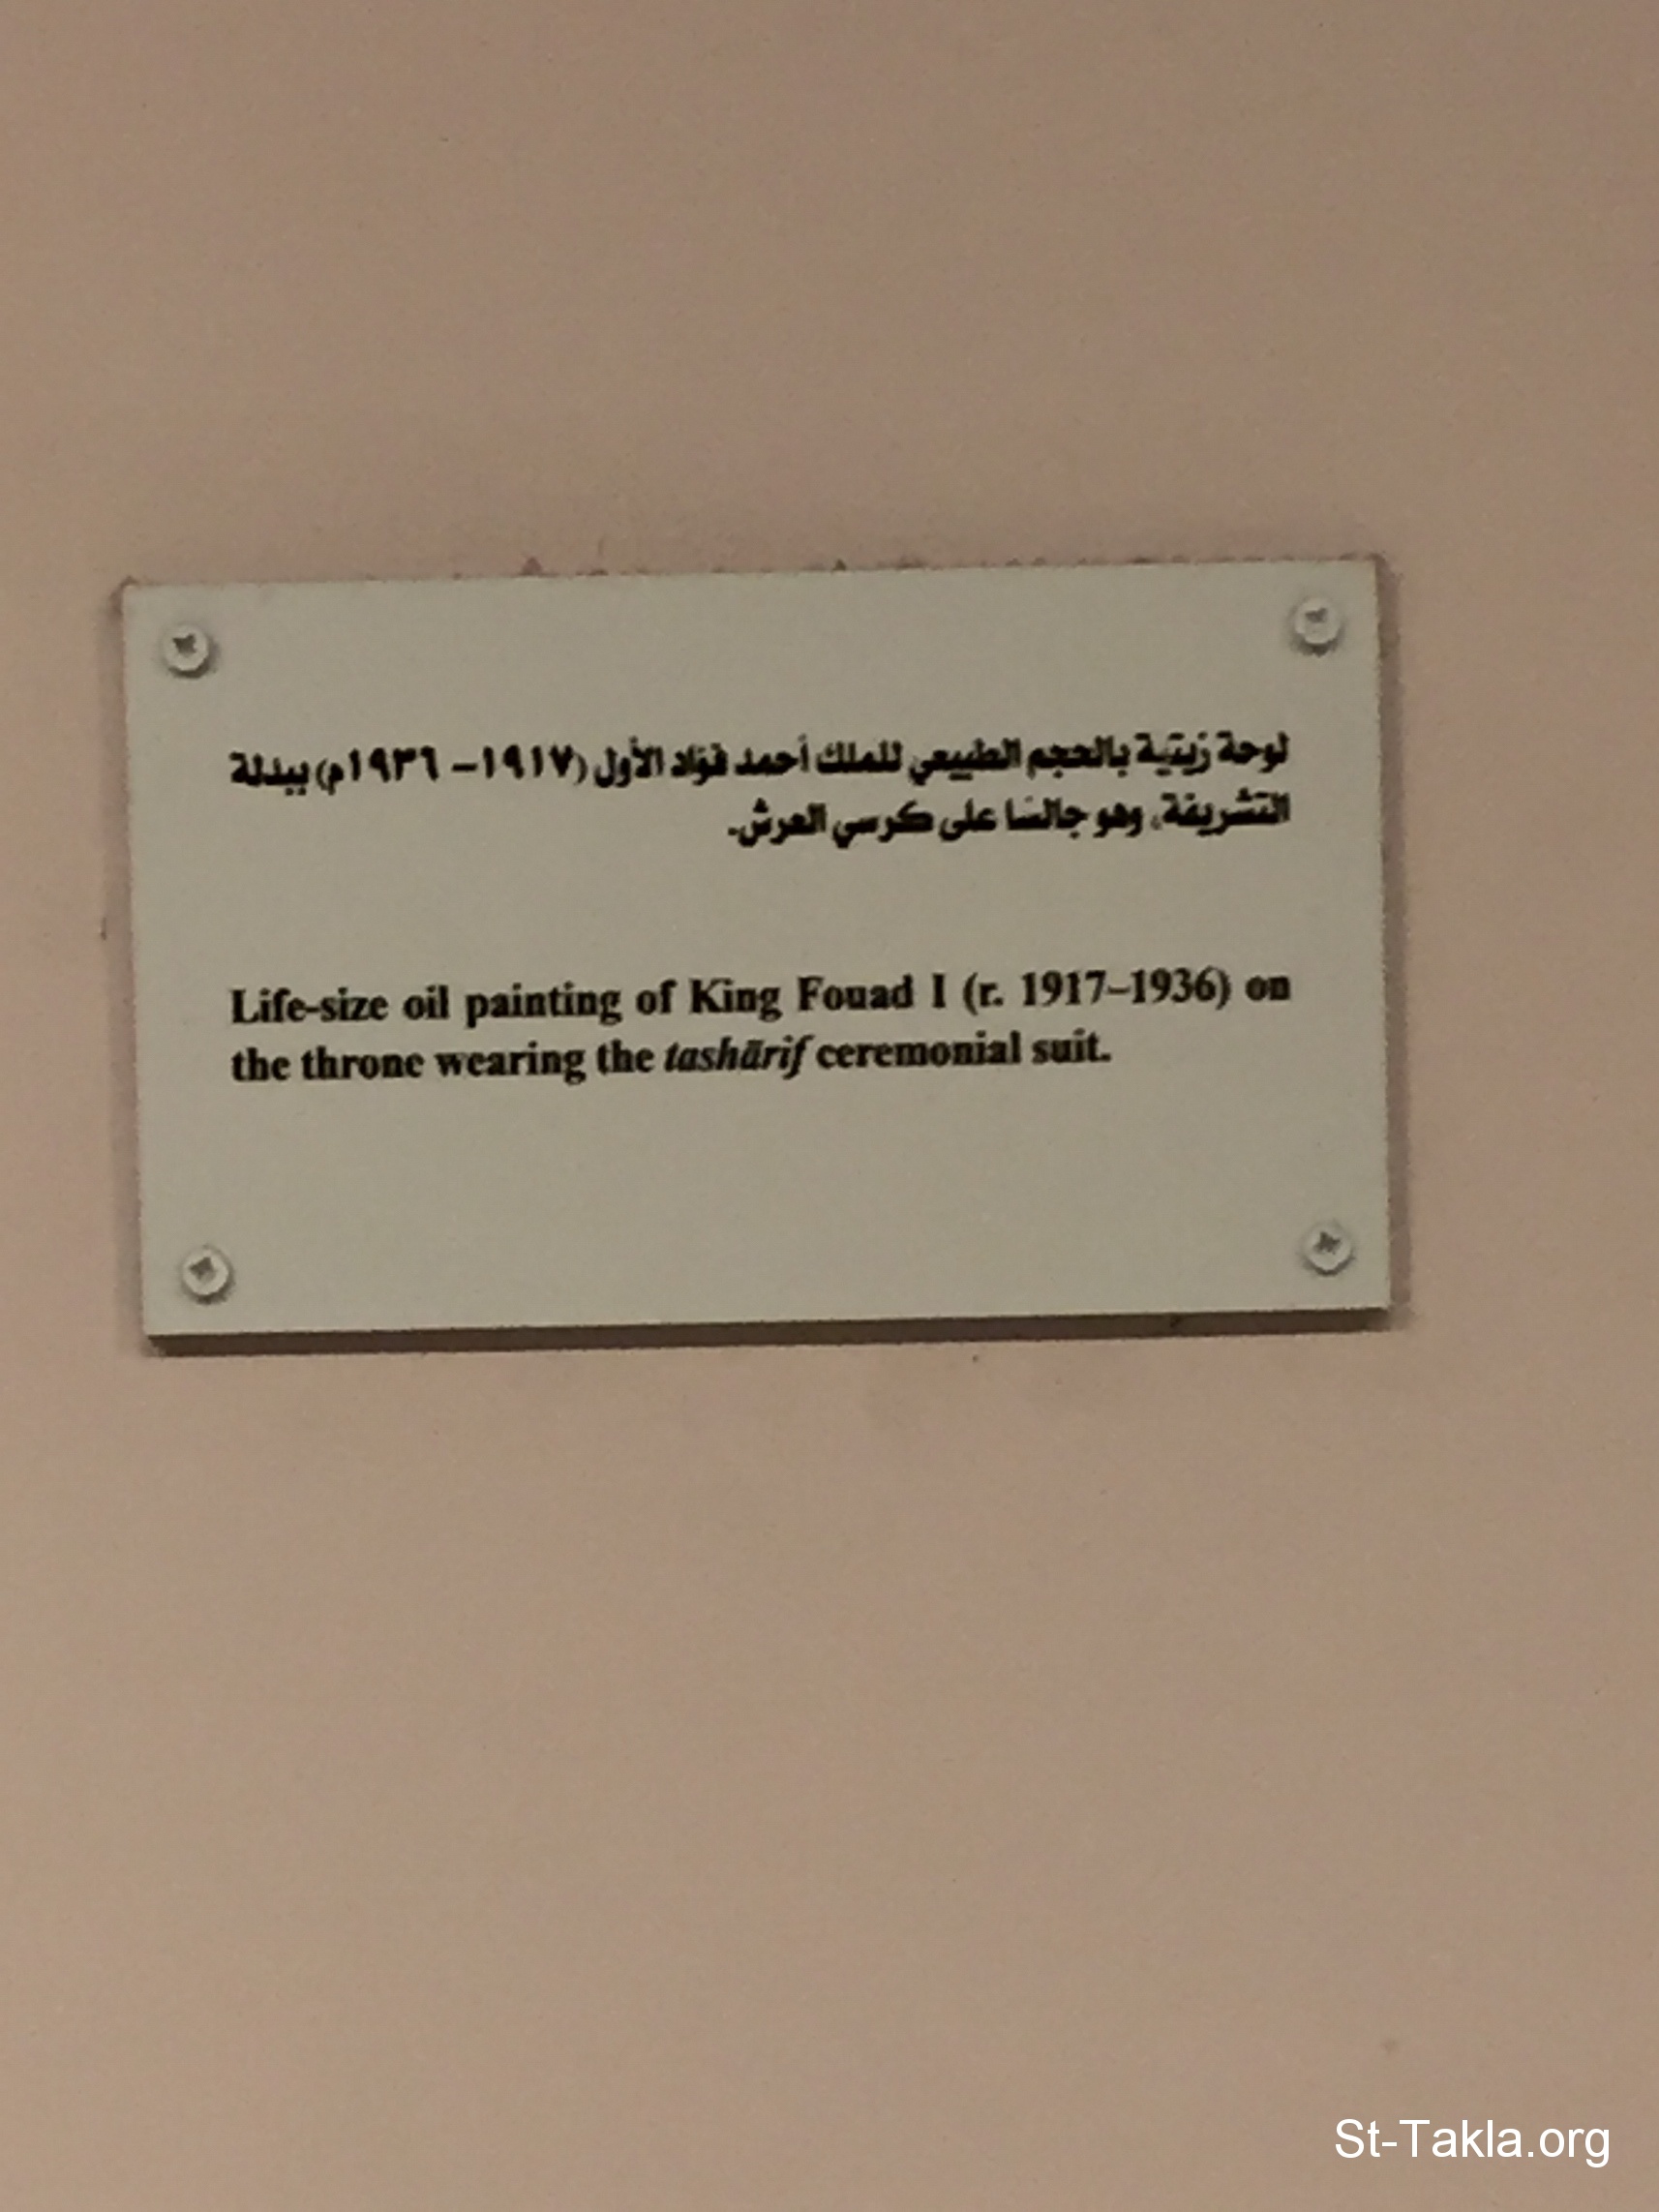 لوحة زيتية بالحجم الطبيعي للملك أحمد فؤاد الأول (١٩١٧- ١٩٣٦م) ببدلة
التشريفة، وهو جالسًا على كرسي العرش.
Life-size oil painting of King Fouad I (r. 1917–1936) on
the throne wearing the tashārif ceremonial suit.
St-Takla.org